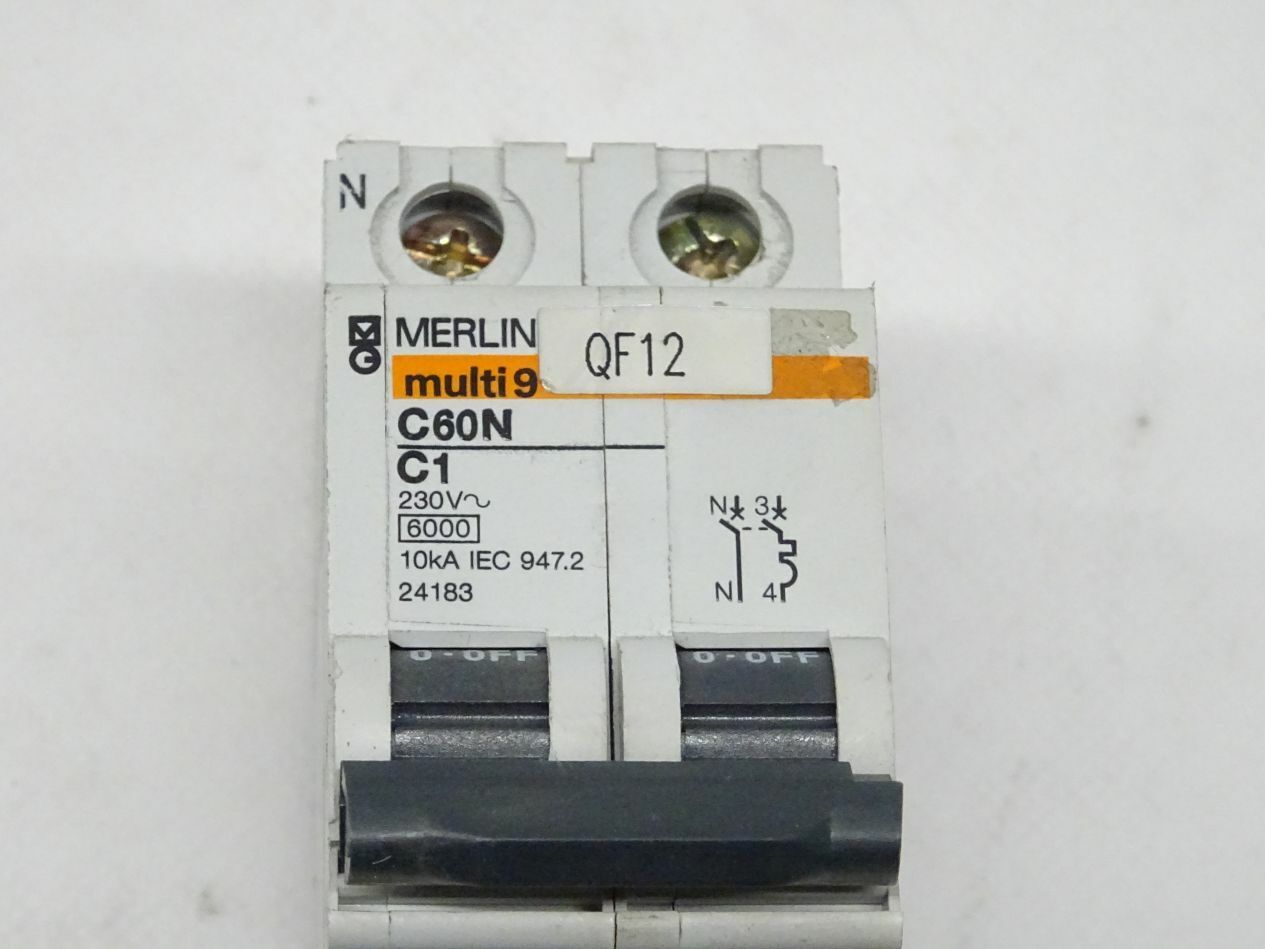 N
MERLIN QF12
multi 9
C60N
C1
230V~
6000
10kA IEC 947.2
24183
N 3
N 4
0 - OFF 0 - OFF